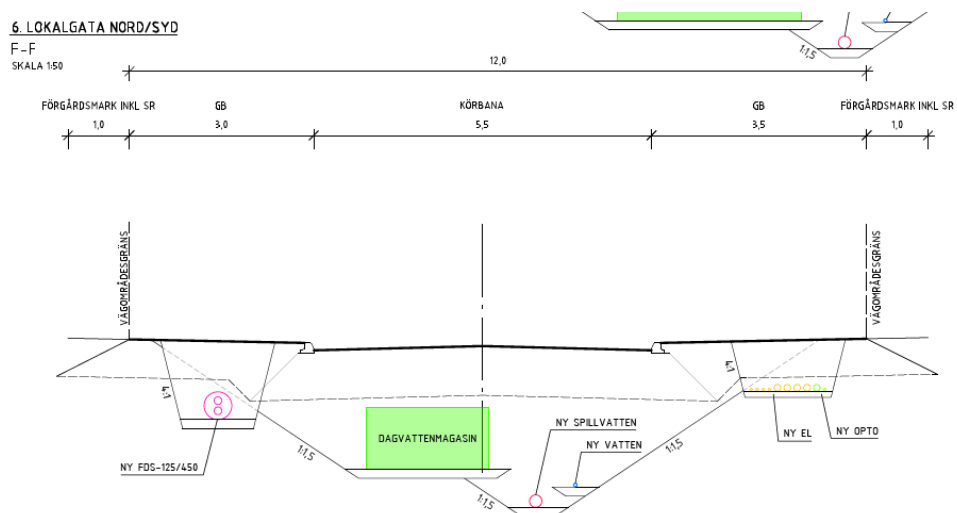 6. LOKALGATA NORD/SYD
F-F
SKALA 1:50
1:1,5
12,0
FÖRGÅRDSMARK INKL SR GB KÖRBANA GB FÖRGÅRDSMARK INKL SR
1,0 3,0 5,5 3,5 1,0
VÄGOMRÅDESGRÄNS
VÄGOMRÅDESGRÄNS
4:1
4:1
DAGVATTENMAGASIN
NY SPILLVATTEN
NY VATTEN
NY EL
NY OPTO
NY FDS-125/450
1:1,5
1:1,5
1:1,5